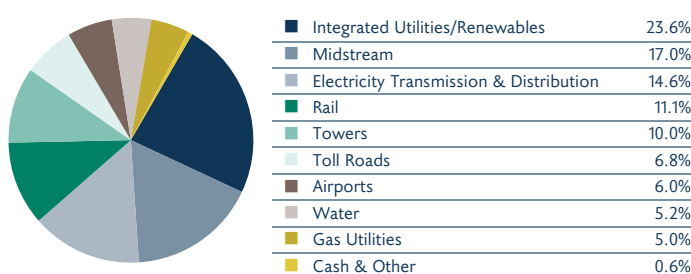 Integrated Utilities/Renewables 23.6%
Midstream 17.0%
Electricity Transmission & Distribution 14.6%
Rail 11.1%
Towers 10.0%
Toll Roads 6.8%
Airports 6.0%
Water 5.2%
Gas Utilities 5.0%
Cash & Other 0.6%